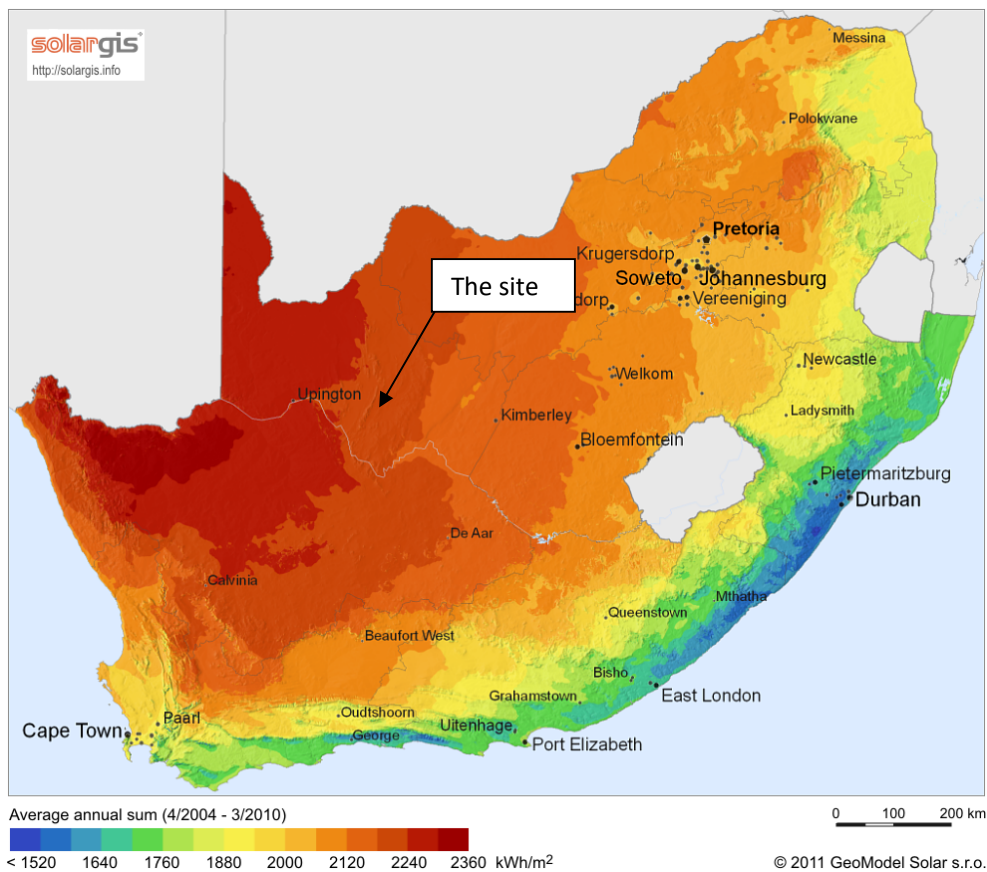 solargis
http://solargis.info
Messina
Polokwane
Pretoria
Krugersdorp
Soweto
Johannesburg
The site
dorp
Vereeniging
Newcastle
Welkom
Upington
Ladysmith
Kimberley
Bloemfontein
Pietermaritzburg
Durban
De Aar
Calvinia
Mthatha
Queenstown
Beaufort West
Bisho
East London
Grahamstown
Oudtshoorn
Paarl
Uitenhage
Cape Town
George
Port Elizabeth
Average annual sum (4/2004 - 3/2010)
0 100 200 km
< 1520 1640 1760 1880 2000 2120 2240 2360 kWh/m²
© 2011 GeoModel Solar s.r.o.